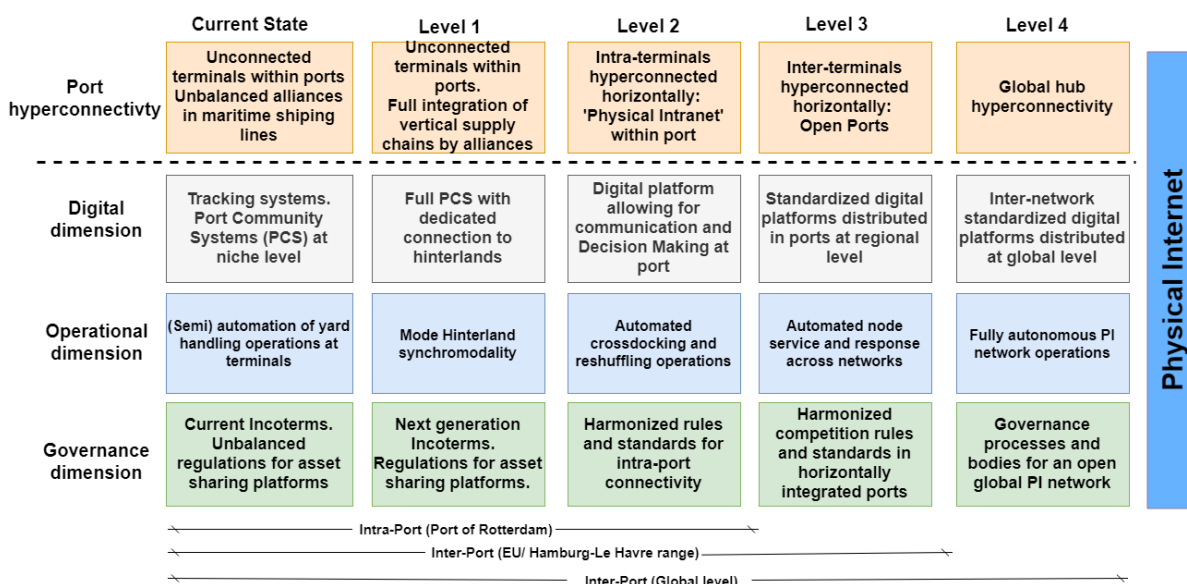 Current State
Level 1
Level 2
Level 3
Level 4
Port
hyperconnectivty
Unconnected
terminals within ports
Unbalanced alliances
in maritime shiping
lines
Unconnected
terminals within
ports.
Full integration of
vertical supply
chains by alliances
Intra-terminals
hyperconnected
horizontally:
'Physical Intranet'
within port
Inter-terminals
hyperconnected
horizontally:
Open Ports
Global hub
hyperconnectivity
Digital
dimension
Tracking systems.
Port Community
Systems (PCS) at
niche level
Full PCS with
dedicated
connection to
hinterlands
Digital platform
allowing for
communication and
Decision Making at
port
Standardized digital
platforms distributed
in ports at regional
level
Inter-network
standardized digital
platforms distributed
at global level
Operational
dimension
(Semi) automation of yard
handling operations at
terminals
Mode Hinterland
synchromodality
Automated
crossdocking and
reshuffling operations
Automated node
service and response
across networks
Fully autonomous PI
network operations
Governance
dimension
Current Incoterms.
Unbalanced
regulations for asset
sharing platforms
Next generation
Incoterms.
Regulations for asset
sharing platforms.
Harmonized rules
and standards for
intra-port
connectivity
Harmonized
competition rules
and standards in
horizontally
integrated ports
Governance
processes and
bodies for an open
global PI network
Physical Internet
Intra-Port (Port of Rotterdam)
Inter-Port (EU/ Hamburg-Le Havre range)
Inter-Port (Global level)